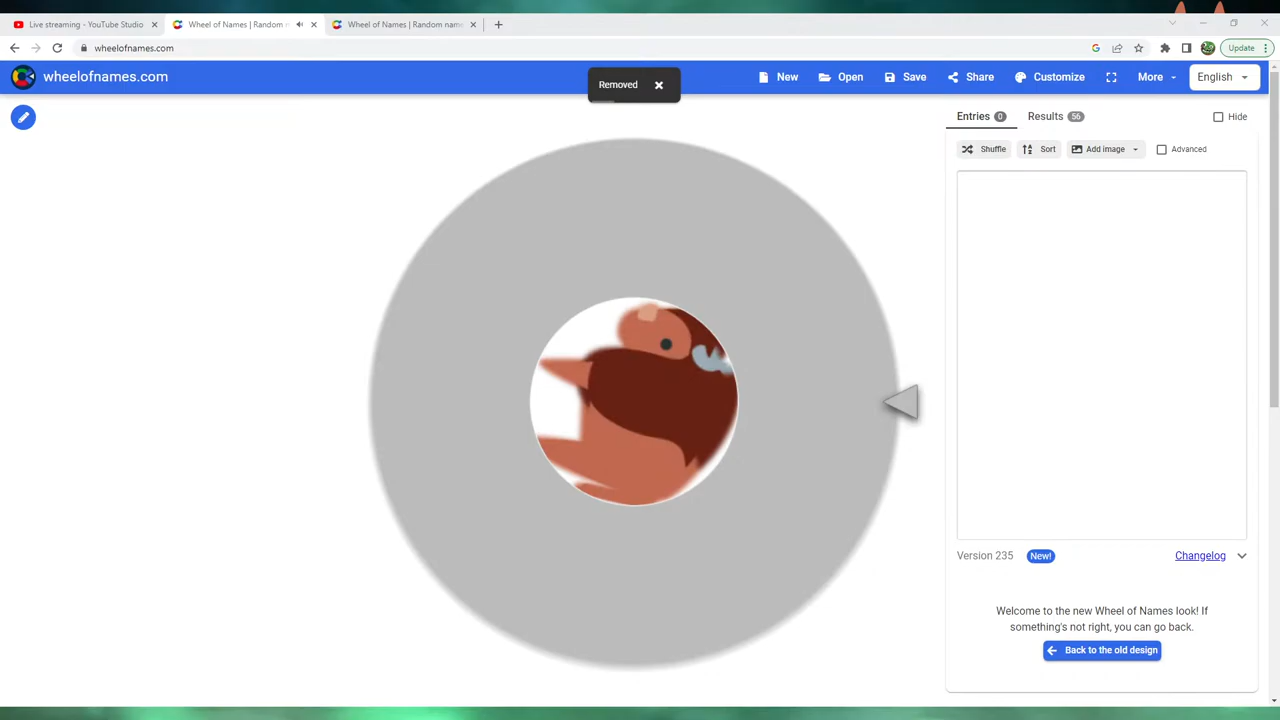 Live streaming - YouTube Studio
Wheel of Names | Random n
Wheel of Names | Random name
wheelofnames.com
Update
wheelofnames.com
New
Open
Save
Share
Customize
More
English
Removed
Entries 0
Results 56
Hide
Shuffle
Sort
Add image
Advanced
Version 235
New!
Changelog
Welcome to the new Wheel of Names look! If
something's not right, you can go back.
Back to the old design